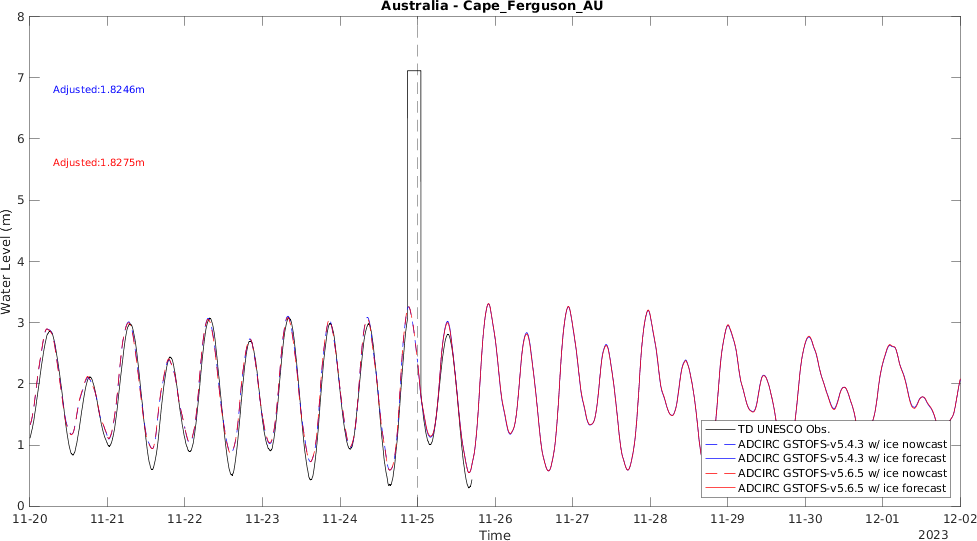 Australia - Cape_Ferguson_AU
8
7
6
5
4
3
2
1
0
Water Level (m)
Adjusted:1.8246m
Adjusted:1.8275m
TD UNESCO Obs.
ADCIRC GSTOFS-v5.4.3 w/ ice nowcast
ADCIRC GSTOFS-v5.4.3 w/ ice forecast
ADCIRC GSTOFS-v5.6.5 w/ ice nowcast
ADCIRC GSTOFS-v5.6.5 w/ ice forecast
11-20 11-21 11-22 11-23 11-24 11-25 11-26 11-27 11-28 11-29 11-30 12-01 12-02
Time
2023